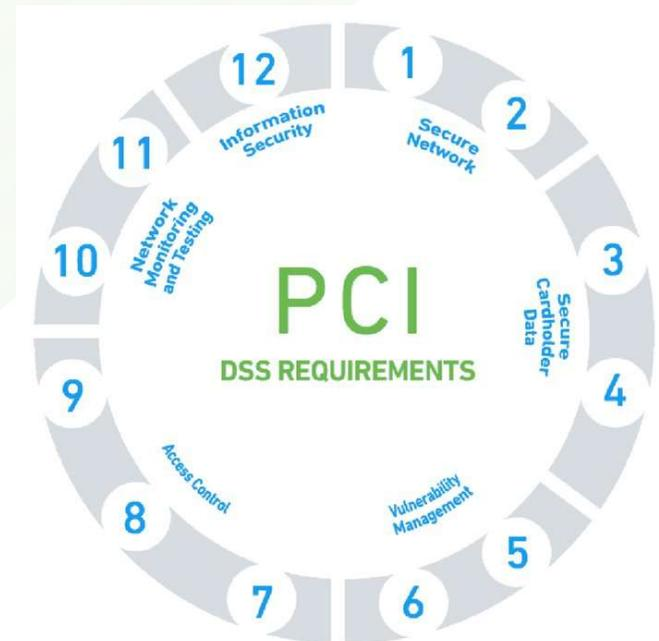 PCI
DSS REQUIREMENTS
1
2
Secure
Network
3
4
Secure
Cardholder
Data
5
6
Vulnerability
Management
7
8
9
Access Control
10
11
Network
Monitoring
and Testing
12
Information
Security